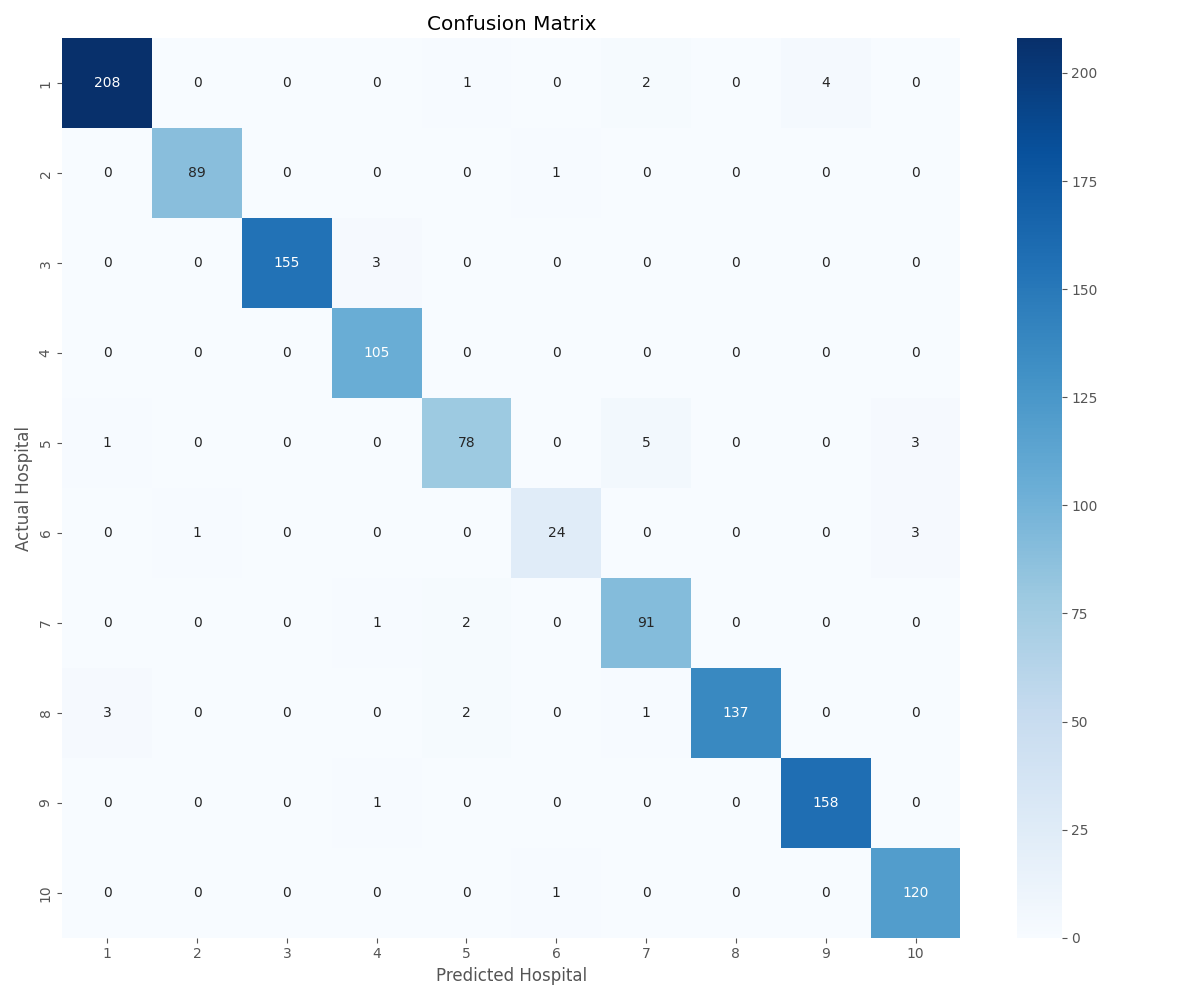 Confusion Matrix
1 208 0 0 0 1 0 2 0 4 0
2 0 89 0 0 0 1 0 0 0 0
3 0 0 155 3 0 0 0 0 0 0
4 0 0 0 105 0 0 0 0 0 0
5 1 0 0 0 78 0 5 0 0 3
6 0 1 0 0 0 24 0 0 0 3
7 0 0 0 1 2 0 91 0 0 0
8 3 0 0 0 2 0 1 137 0 0
9 0 0 0 1 0 0 0 0 158 0
10 0 0 0 0 0 1 0 0 0 120
1 2 3 4 5 6 7 8 9 10
Predicted Hospital
Actual Hospital
200
175
150
125
100
75
50
25
0